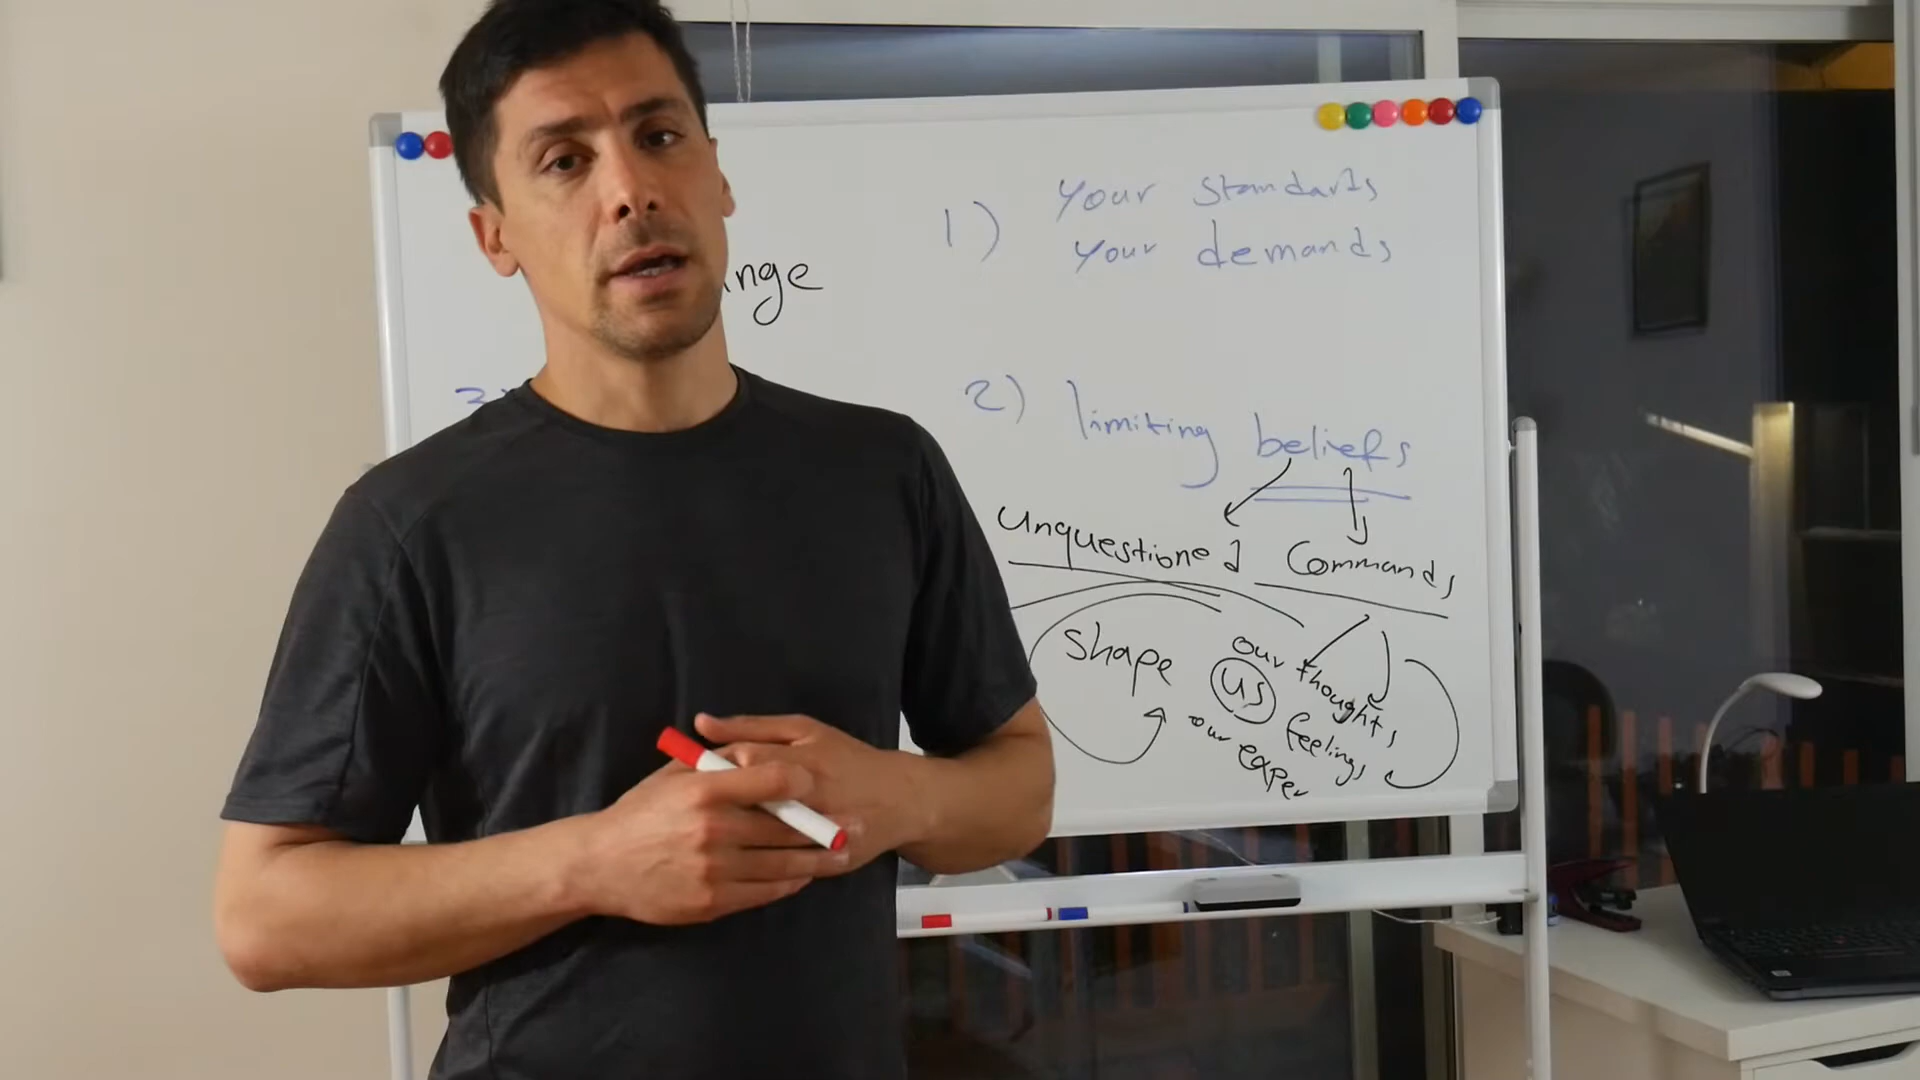 nge
1) your standards
your demands
2) limiting beliefs
unquestioned commands
shape us our thoughts
feelings
our exper